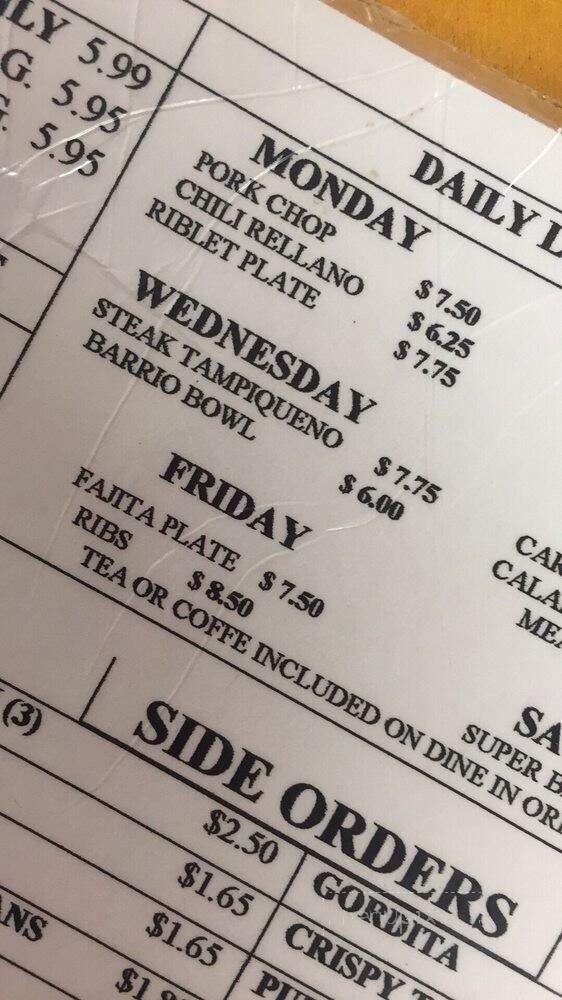 5.99
G. 5.95
5.95
DAILY
MONDAY
PORK CHOP $7.50
CHILI RELLANO $6.25
RIBLET PLATE $7.75
WEDNESDAY
STEAK TAMPIQUENO $7.75
BARRIO BOWL $6.00
FRIDAY
FAJITA PLATE $7.50
RIBS $8.50
TEA OR COFFE INCLUDED ON DINE IN
SUPER
(3)
SIDE ORDERS
$2.50 GORDITA
$1.65 CRISPY
$1.65